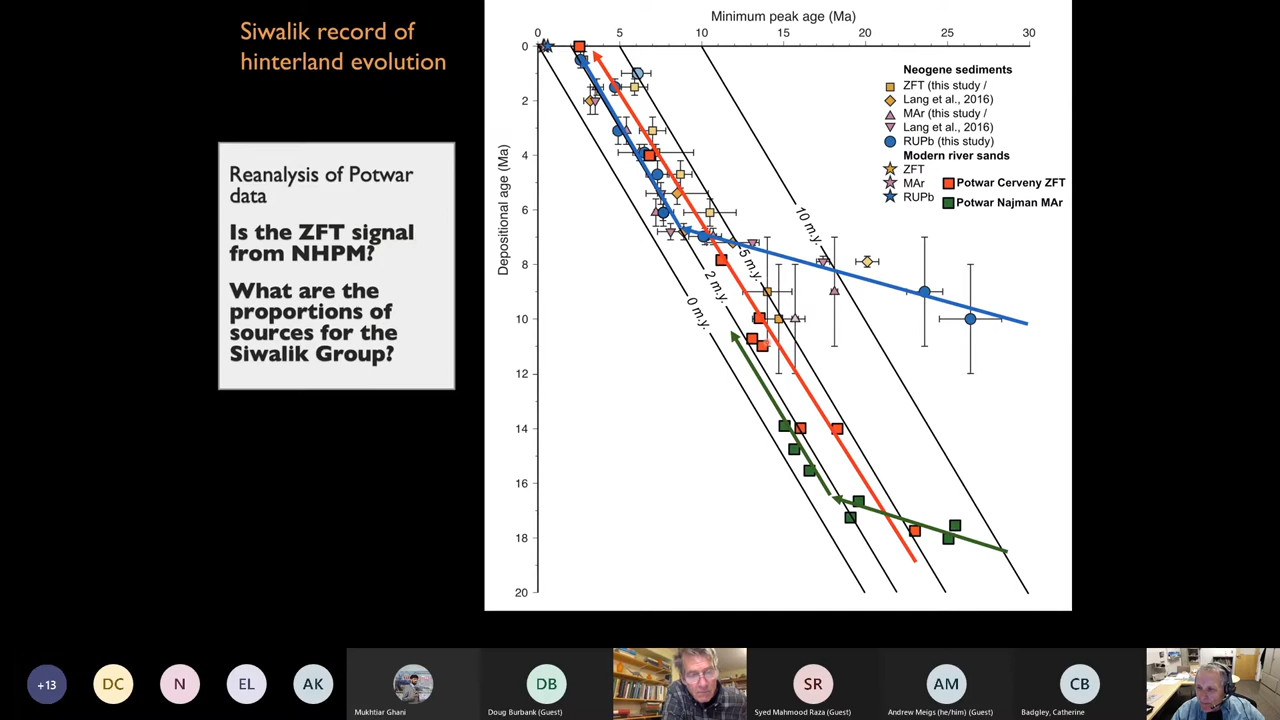 Siwalik record of
hinterland evolution
Reanalysis of Potwar
data
Is the ZFT signal
from NHPM?
What are the
proportions of
sources for the
Siwalik Group?
Minimum peak age (Ma)
0 5 10 15 20 25 30
Depositional age (Ma)
0
2
4
6
8
10
12
14
16
18
20
Neogene sediments
ZFT (this study /
Lang et al., 2016)
MAr (this study /
Lang et al., 2016)
RUPb (this study)
Modern river sands
ZFT
MAr
RUPb
Potwar Cerveny ZFT
Potwar Najman MAr
10 m.y.
5 m.y.
2 m.y.
0 m.y.
+13
DC
N
EL
AK
DB
SR
AM
CB
Mukhtiar Ghani
Doug Burbank (Guest)
Syed Mahmood Raza (Guest)
Andrew Meigs (he/him) (Guest)
Badgley, Catherine